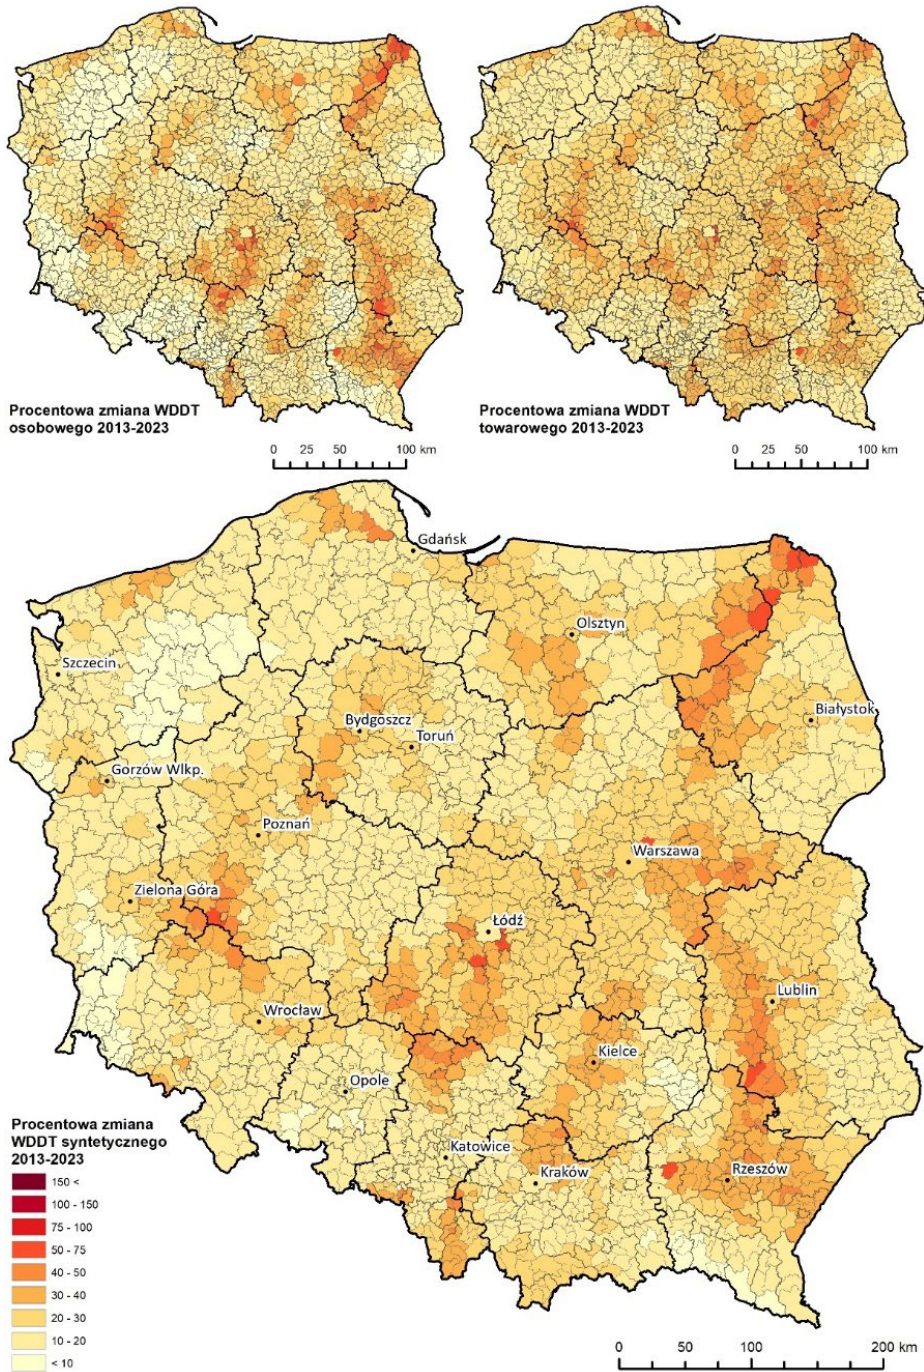 Procentowa zmiana WDDT
osobowego 2013-2023
0 25 50 100 km
Procentowa zmiana WDDT
towarowego 2013-2023
0 25 50 100 km
Gdańsk
Olsztyn
Szczecin
Białystok
Bydgoszcz
Toruń
Gorzów Wlkp.
Poznań
Warszawa
Zielona Góra
Łódź
Lublin
Wrocław
Kielce
Opole
Katowice
Kraków
Rzeszów
Procentowa zmiana
WDDT syntetycznego
2013-2023
150 <
100 - 150
75 - 100
50 - 75
40 - 50
30 - 40
20 - 30
10 - 20
< 10
0 50 100 200 km